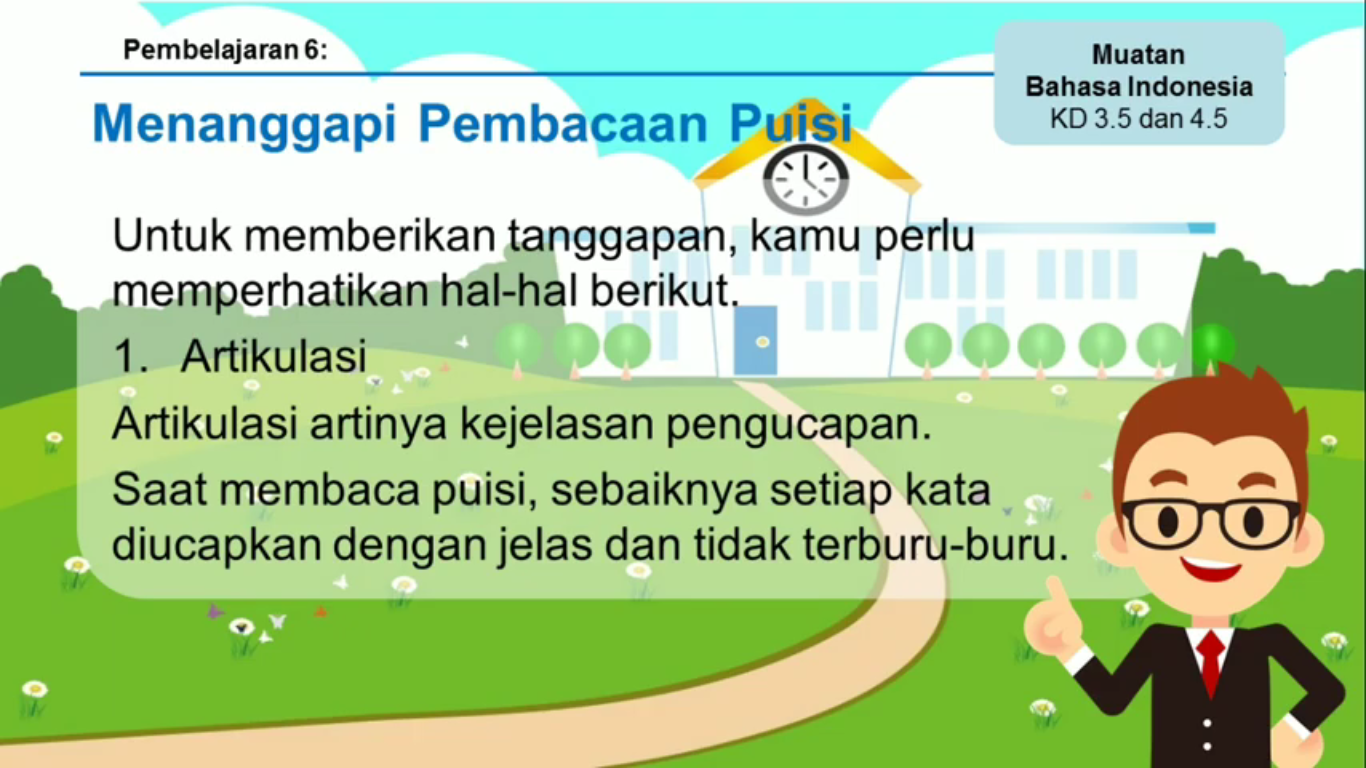 Pembelajaran 6:
Muatan
Bahasa Indonesia
KD 3.5 dan 4.5
Menanggapi Pembacaan Puisi
Untuk memberikan tanggapan, kamu perlu
memperhatikan hal-hal berikut.
1. Artikulasi
Artikulasi artinya kejelasan pengucapan.
Saat membaca puisi, sebaiknya setiap kata
diucapkan dengan jelas dan tidak terburu-buru.